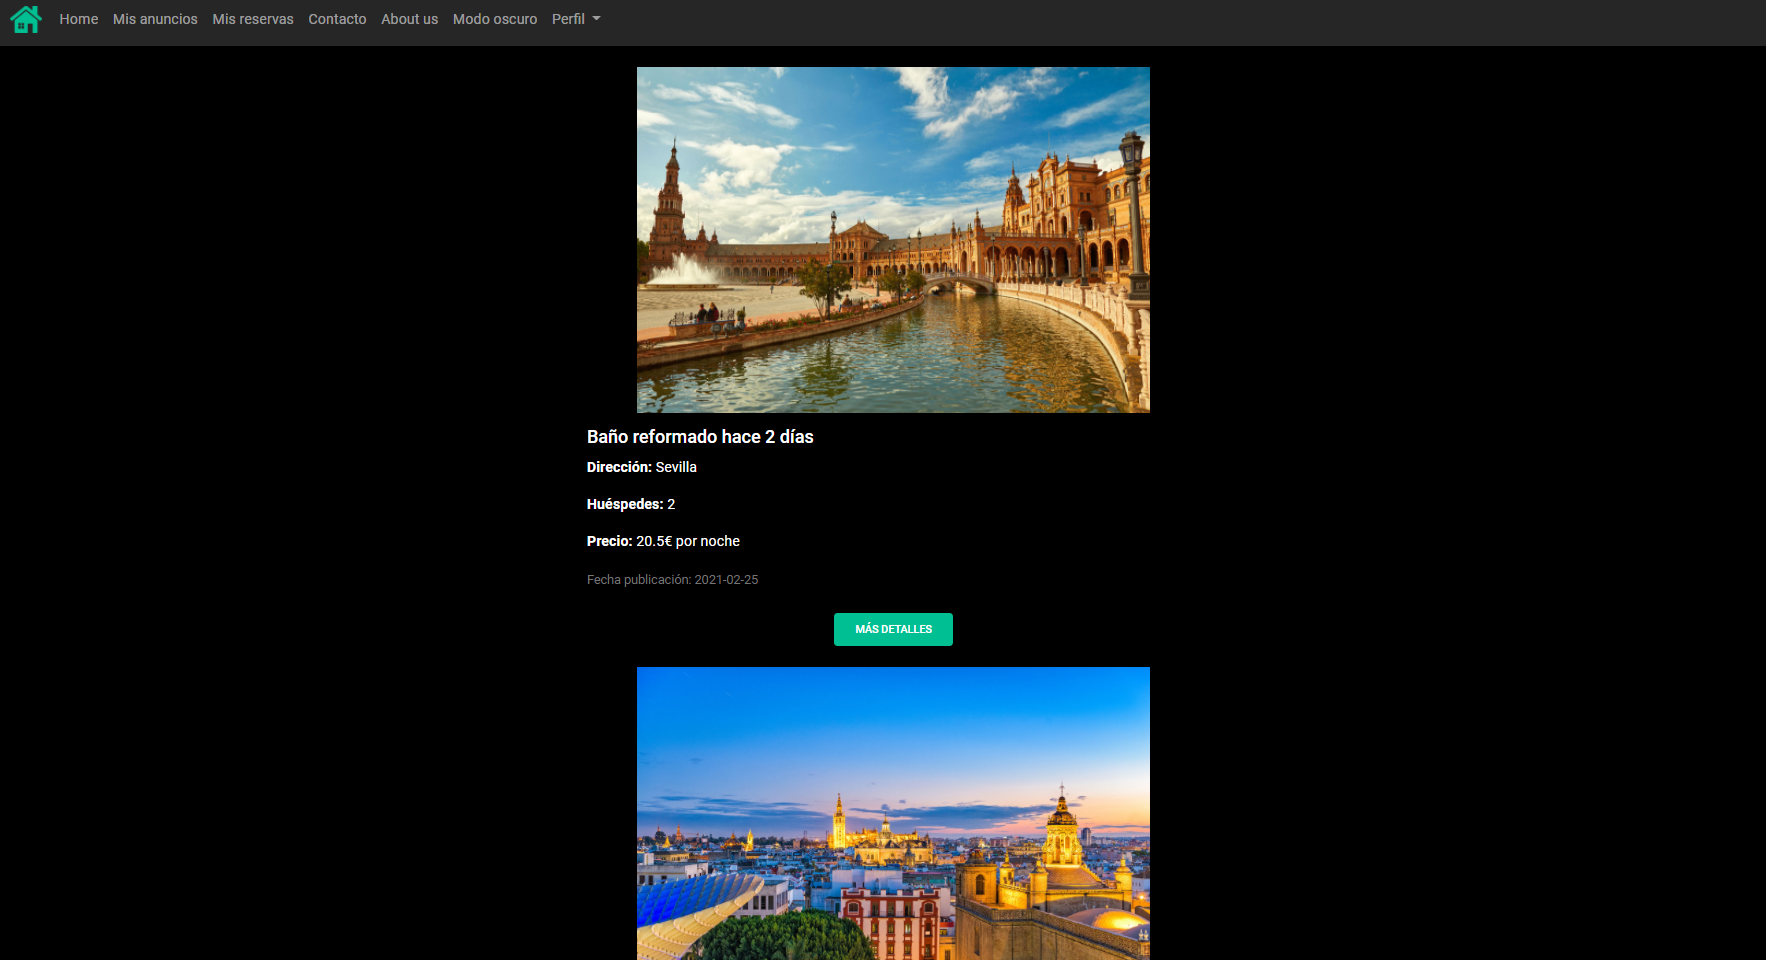 Home Mis anuncios Mis reservas Contacto About us Modo oscuro Perfil
Baño reformado hace 2 días
Dirección: Sevilla
Huéspedes: 2
Precio: 20.5€ por noche
Fecha publicación: 2021-02-25
MÁS DETALLES